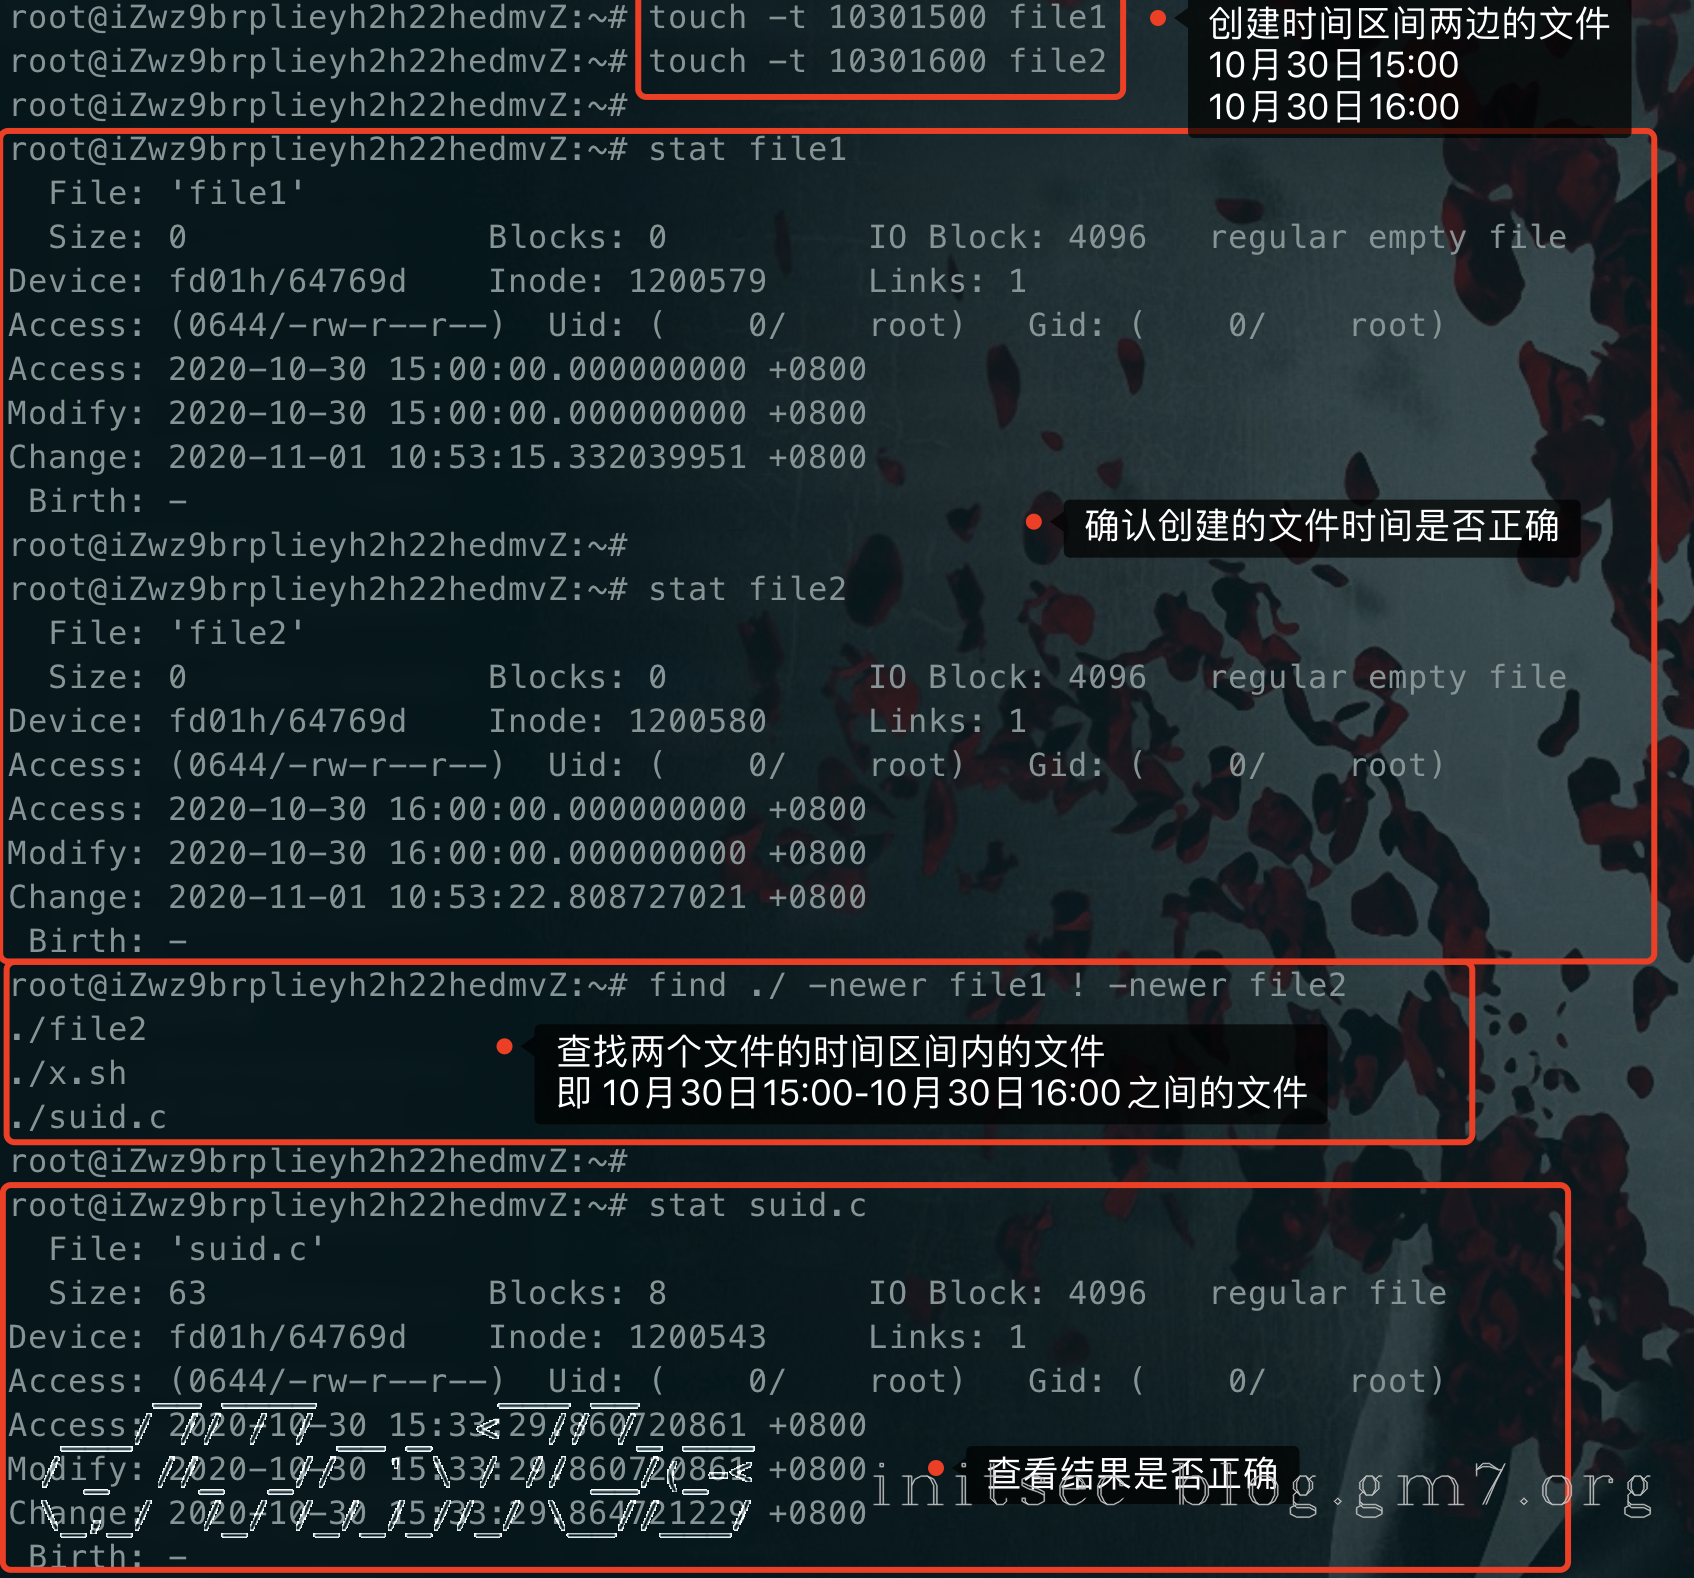 root@iZwz9brplieyh2h22hedmvZ:~# touch -t 10301500 file1
root@iZwz9brplieyh2h22hedmvZ:~# touch -t 10301600 file2
创建时间区间两边的文件
10月30日15:00
10月30日16:00
root@iZwz9brplieyh2h22hedmvZ:~#
root@iZwz9brplieyh2h22hedmvZ:~# stat file1
  File: 'file1'
  Size: 0               Blocks: 0          IO Block: 4096   regular empty file
Device: fd01h/64769d    Inode: 1200579     Links: 1
Access: (0644/-rw-r--r--)  Uid: (    0/    root)   Gid: (    0/    root)
Access: 2020-10-30 15:00:00.000000000 +0800
Modify: 2020-10-30 15:00:00.000000000 +0800
Change: 2020-11-01 10:53:15.332039951 +0800
 Birth: -
确认创建的文件时间是否正确
root@iZwz9brplieyh2h22hedmvZ:~#
root@iZwz9brplieyh2h22hedmvZ:~# stat file2
  File: 'file2'
  Size: 0               Blocks: 0          IO Block: 4096   regular empty file
Device: fd01h/64769d    Inode: 1200580     Links: 1
Access: (0644/-rw-r--r--)  Uid: (    0/    root)   Gid: (    0/    root)
Access: 2020-10-30 16:00:00.000000000 +0800
Modify: 2020-10-30 16:00:00.000000000 +0800
Change: 2020-11-01 10:53:22.808727021 +0800
 Birth: -
root@iZwz9brplieyh2h22hedmvZ:~# find ./ -newer file1 ! -newer file2
./file2
./x.sh
./suid.c
查找两个文件的时间区间内的文件
即 10月30日15:00-10月30日16:00之间的文件
root@iZwz9brplieyh2h22hedmvZ:~#
root@iZwz9brplieyh2h22hedmvZ:~# stat suid.c
  File: 'suid.c'
  Size: 63              Blocks: 8          IO Block: 4096   regular file
Device: fd01h/64769d    Inode: 1200543     Links: 1
Access: (0644/-rw-r--r--)  Uid: (    0/    root)   Gid: (    0/    root)
Access: 2020-10-30 15:33:29.860720861 +0800
Modify: 2020-10-30 15:33:29.860720861 +0800
Change: 2020-10-30 15:33:29.864721229 +0800
 Birth: -
查看结果是否正确
initsec blog.gm7.org